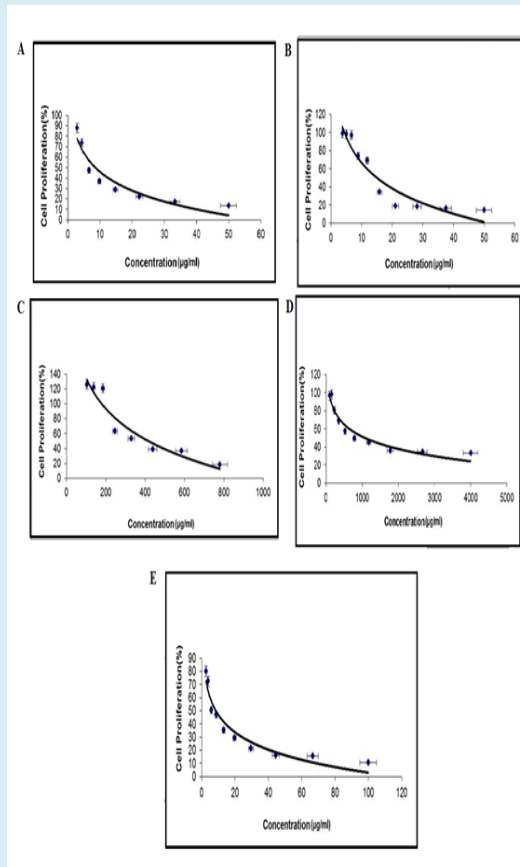 A
Cell Proliferation(%)
100
90
80
70
60
50
40
30
20
10
0
0 10 20 30 40 50 60
Concentration(µg/ml)
B
Cell Proliferation(%)
120
100
80
60
40
20
0
0 10 20 30 40 50 60
Concentration(µg/ml)
C
Cell Proliferation(%)
140
120
100
80
60
40
20
0
0 200 400 600 800 1000
Concentration(µg/ml)
D
Cell Proliferation(%)
120
100
80
60
40
20
0
0 1000 2000 3000 4000 5000
Concentration(µg/ml)
E
Cell Proliferation(%)
90
80
70
60
50
40
30
20
10
0
0 20 40 60 80 100 120
Concentration(µg/ml)